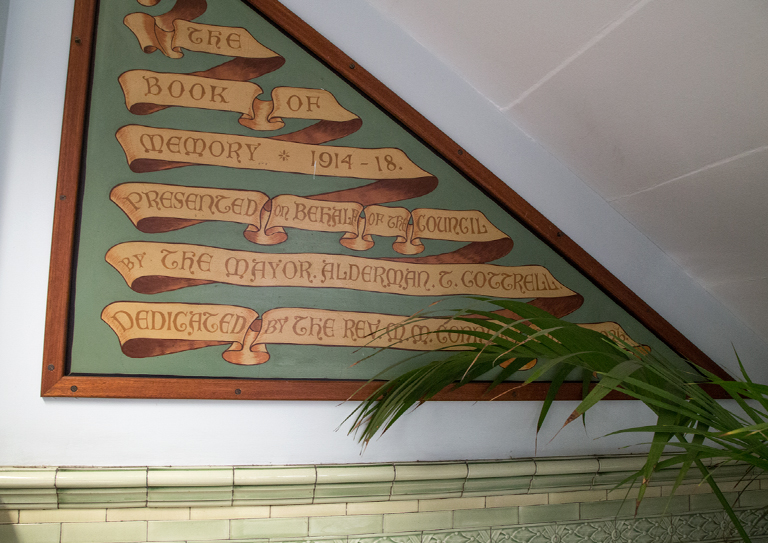 THE
BOOK OF
MEMORY... * 1914-18.
PRESENTED ON BEHALF OF THE COUNCIL
BY THE MAYOR. ALDERMAN. T. COTTRELL
DEDICATED BY THE REV. M. M.